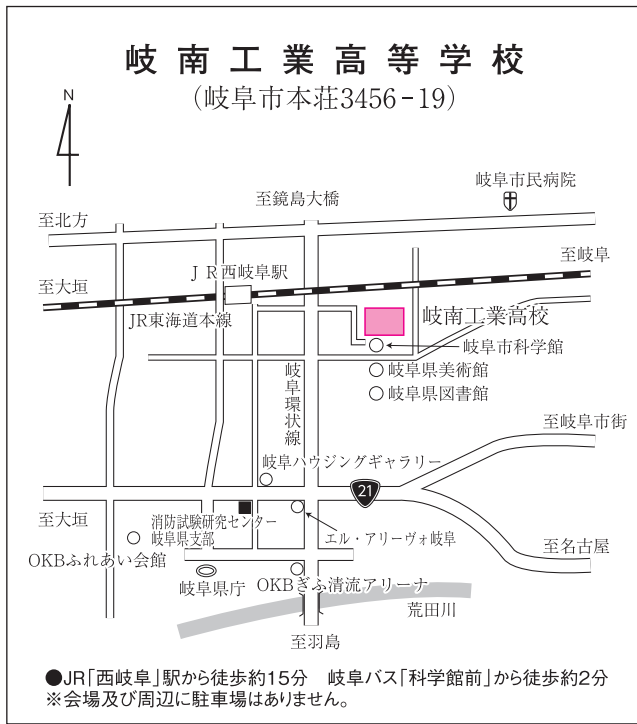 岐南工業高等学校
(岐阜市本荘3456-19)
N
岐阜市民病院
至鏡島大橋
至北方
至岐阜
JR西岐阜駅
至大垣
JR東海道本線
岐南工業高校
岐阜市科学館
岐阜県美術館
岐阜県図書館
岐阜環状線
至岐阜市街
岐阜ハウジングギャラリー
21
至大垣
消防試験研究センター
岐阜県支部
エル・アリーヴォ岐阜
至名古屋
OKBふれあい会館
岐阜県庁
OKBぎふ清流アリーナ
荒田川
至羽島
●JR「西岐阜」駅から徒歩約15分 岐阜バス「科学館前」から徒歩約2分
※会場及び周辺に駐車場はありません。